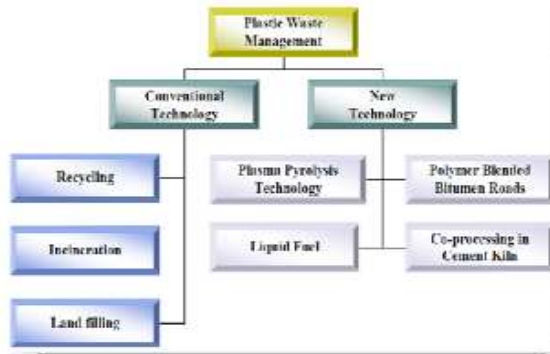 Plastic Waste
Management
Conventional
Technology
New
Technology
Recycling
Incineration
Land filling
Plasma Pyrolysis
Technology
Polymer Blended
Bitumen Roads
Liquid Fuel
Co-processing in
Cement Kiln